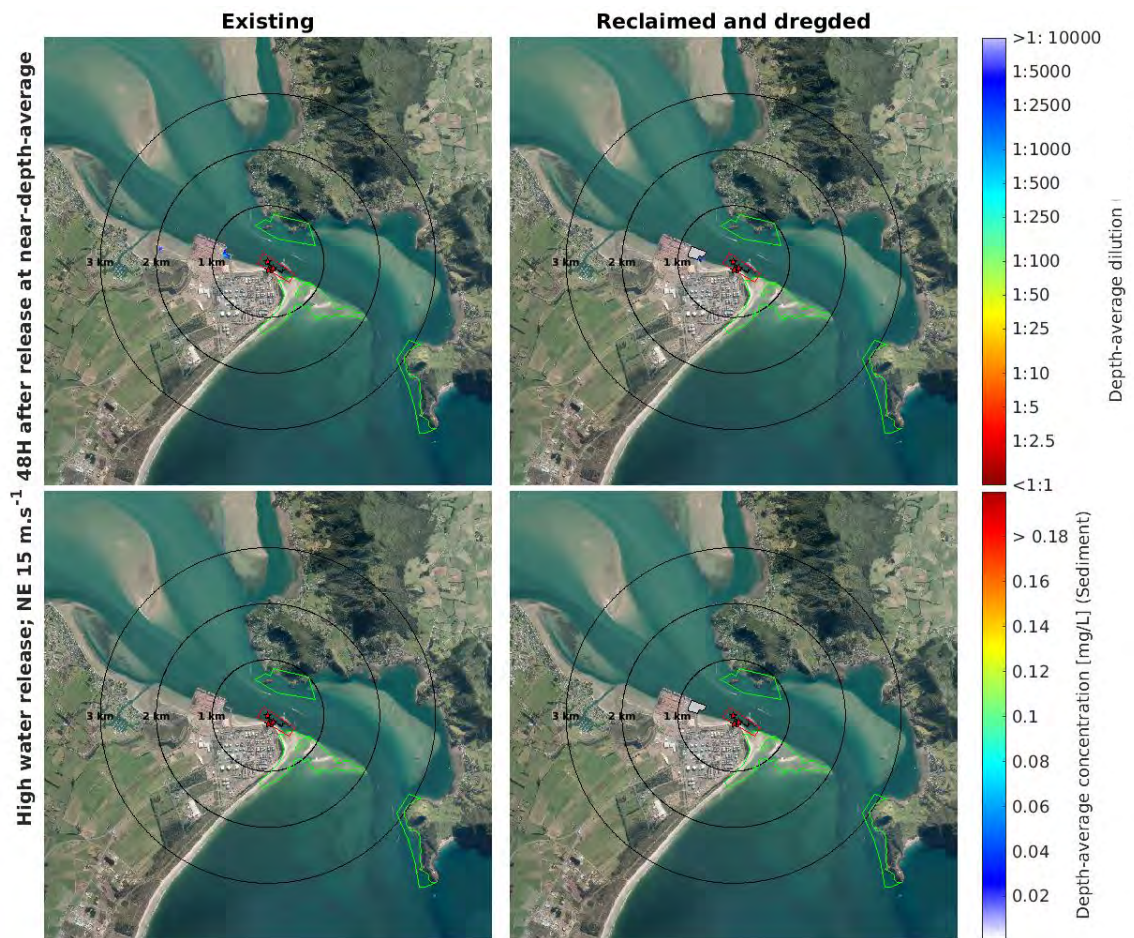 Existing
Reclaimed and dregded
48H after release at near-depth-average
High water release; NE 15 m.s-1
3 km
2 km
1 km
3 km
2 km
1 km
3 km
2 km
1 km
3 km
2 km
1 km
>1: 10000
1:5000
1:2500
1:1000
1:500
1:250
1:100
1:50
1:25
1:10
1:5
1:2.5
<1:1
Depth-average dilution (
> 0.18
0.16
0.14
0.12
0.1
0.08
0.06
0.04
0.02
Depth-average concentration [mg/L] (Sediment)